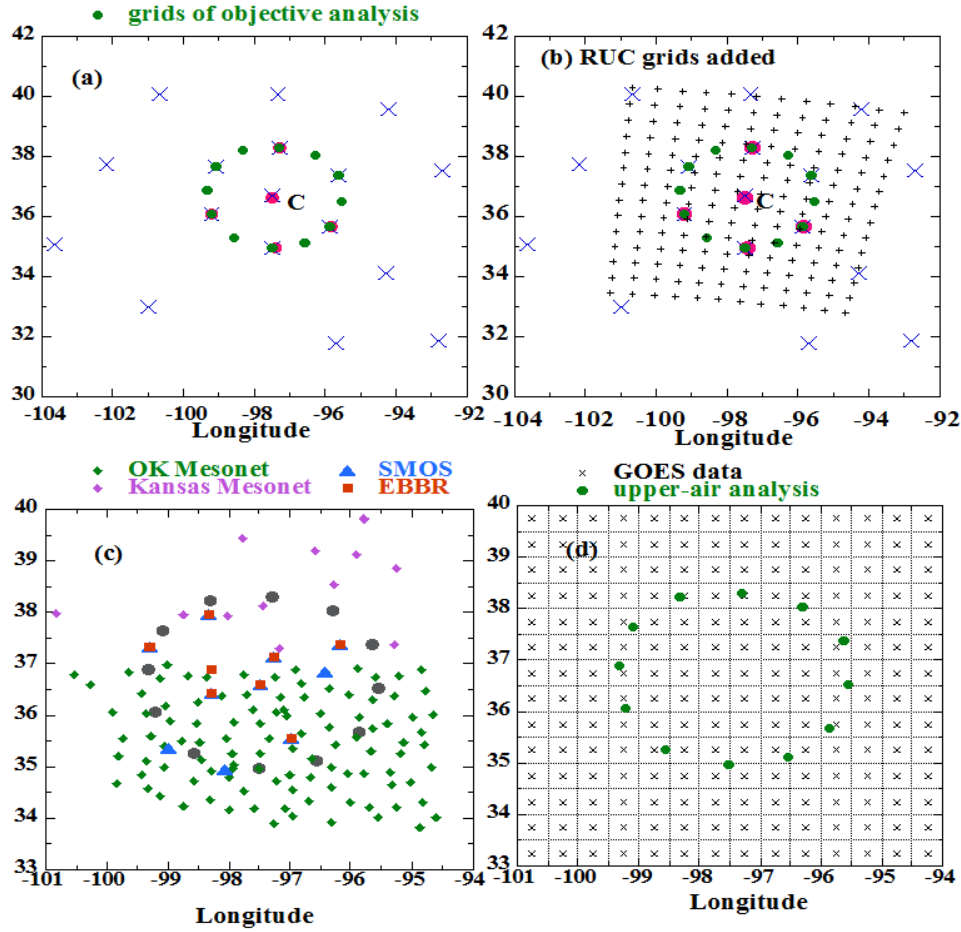 grids of objective analysis
42
(a)
40
38
36
C
34
32
30
-104 -102 -100 -98 -96 -94 -92
Longitude
42
(b) RUC grids added
40
38
36
C
34
32
30
-104 -102 -100 -98 -96 -94 -92
Longitude
OK Mesonet
SMOS
Kansas Mesonet
EBBR
40
39
(c)
38
37
36
35
34
33
-101 -100 -99 -98 -97 -96 -95 -94
Longitude
GOES data
upper-air analysis
40
39
(d)
38
37
36
35
34
33
-101 -100 -99 -98 -97 -96 -95 -94
Longitude